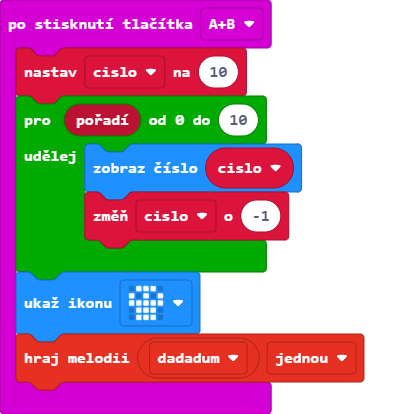 po stisknutí tlačítka A+B
nastav cislo na 10
pro pořadí od 0 do 10
udělej
zobraz číslo cislo
změň cislo o -1
ukaž ikonu
hraj melodii dadadum jednou